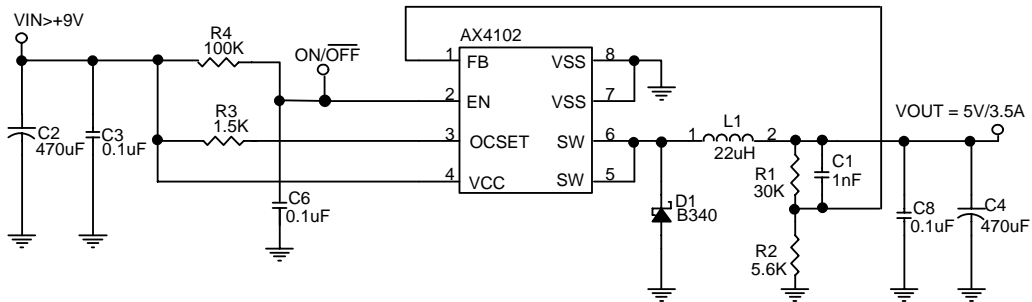 VIN>+9V
R4
100K
ON/OFF
AX4102
1
FB
VSS
8
2
EN
VSS
7
R3
1.5K
3
OCSET
SW
6
4
VCC
SW
5
C2
470uF
C3
0.1uF
C6
0.1uF
L1
1
2
22uH
VOUT = 5V/3.5A
D1
B340
R1
30K
C1
1nF
R2
5.6K
C8
0.1uF
C4
470uF